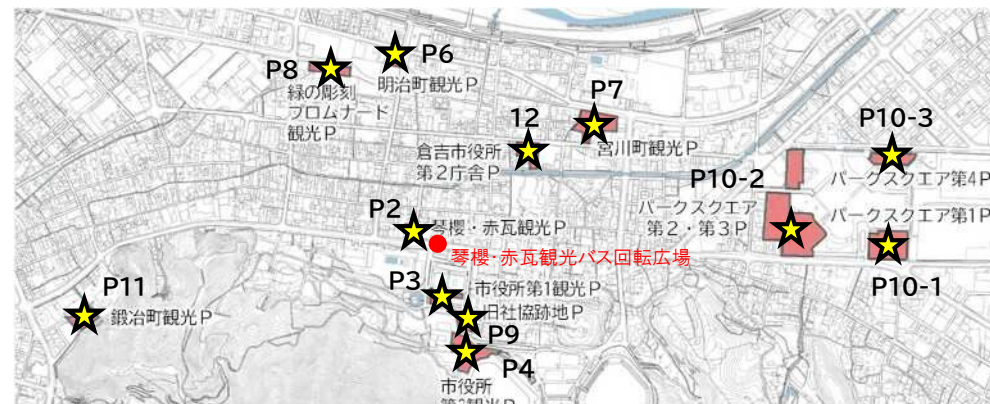 P6
P8
明治町観光P
緑の彫刻
プロムナード
観光P
P7
12
宮川町観光P
倉吉市役所
第2庁舎P
P10-3
パークスクエア第4P
P10-2
パークスクエア
第2・第3P
パークスクエア第1P
P10-1
P2
琴櫻・赤瓦観光P
琴櫻・赤瓦観光バス回転広場
P3
市役所第1観光P
旧社協跡地P
P9
P4
市役所
P11
鍛冶町観光P